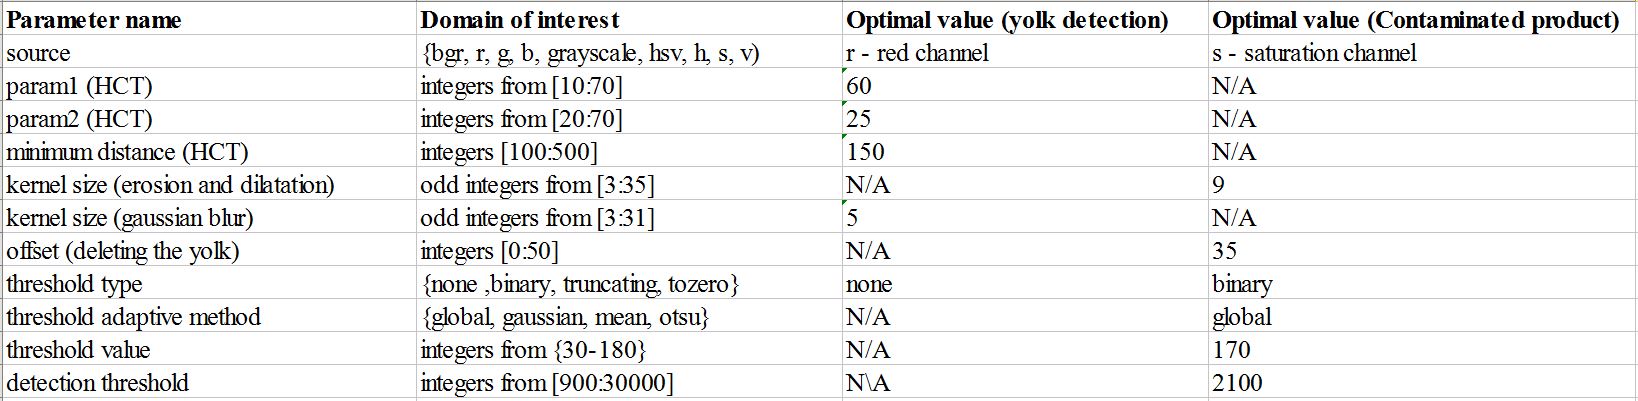 Parameter name Domain of interest Optimal value (yolk detection) Optimal value (Contaminated product)
source {bgr, r, g, b, grayscale, hsv, h, s, v) r - red channel s - saturation channel
param1 (HCT) integers from [10:70] 60 N/A
param2 (HCT) integers from [20:70] 25 N/A
minimum distance (HCT) integers [100:500] 150 N/A
kernel size (erosion and dilatation) odd integers from [3:35] N/A 9
kernel size (gaussian blur) odd integers from [3:31] 5 N/A
offset (deleting the yolk) integers [0:50] N/A 35
threshold type {none ,binary, truncating, tozero} none binary
threshold adaptive method {global, gaussian, mean, otsu} N/A global
threshold value integers from {30-180} N/A 170
detection threshold integers from [900:30000] N\A 2100